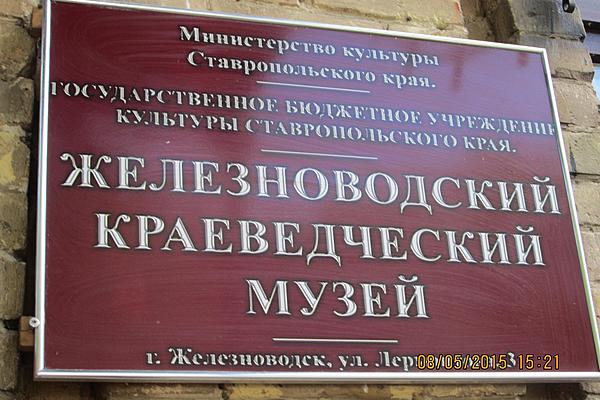 Министерство культуры
Ставропольского края.
ГОСУДАРСТВЕННОЕ БЮДЖЕТНОЕ УЧРЕЖДЕНИЕ
КУЛЬТУРЫ СТАВРОПОЛЬСКОГО КРАЯ.
ЖЕЛЕЗНОВОДСКИЙ
КРАЕВЕДЧЕСКИЙ
МУЗЕЙ
г. Железноводск, ул.
08/05/2015 15:21